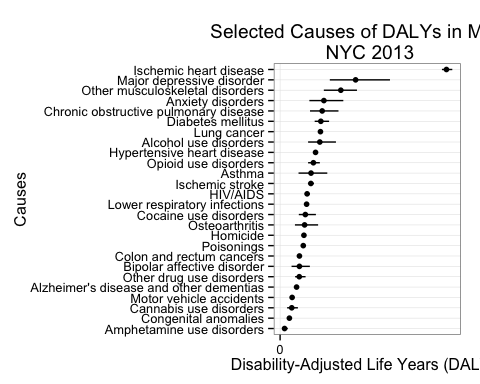 Selected Causes of DALYs in M
NYC 2013
Ischemic heart disease
Major depressive disorder
Other musculoskeletal disorders
Anxiety disorders
Chronic obstructive pulmonary disease
Diabetes mellitus
Lung cancer
Alcohol use disorders
Hypertensive heart disease
Opioid use disorders
Asthma
Ischemic stroke
HIV/AIDS
Lower respiratory infections
Cocaine use disorders
Osteoarthritis
Homicide
Poisonings
Colon and rectum cancers
Bipolar affective disorder
Other drug use disorders
Alzheimer's disease and other dementias
Motor vehicle accidents
Cannabis use disorders
Congenital anomalies
Amphetamine use disorders
Causes
0
Disability-Adjusted Life Years (DAL